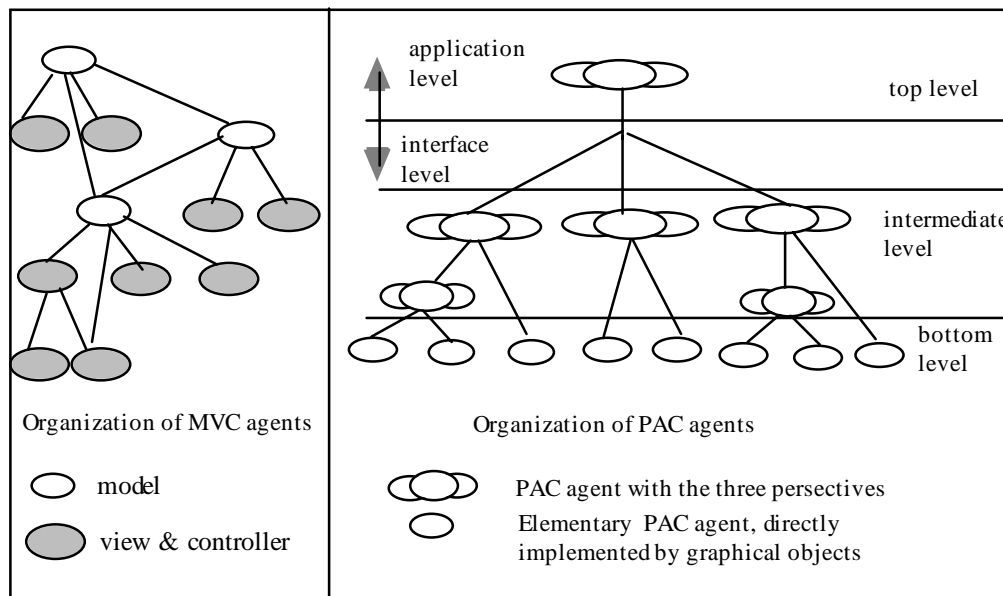 Organization of MVC agents
model
view & controller
application
level
top level
interface
level
intermediate
level
bottom
level
Organization of PAC agents
PAC agent with the three persectives
Elementary PAC agent, directly
implemented by graphical objects